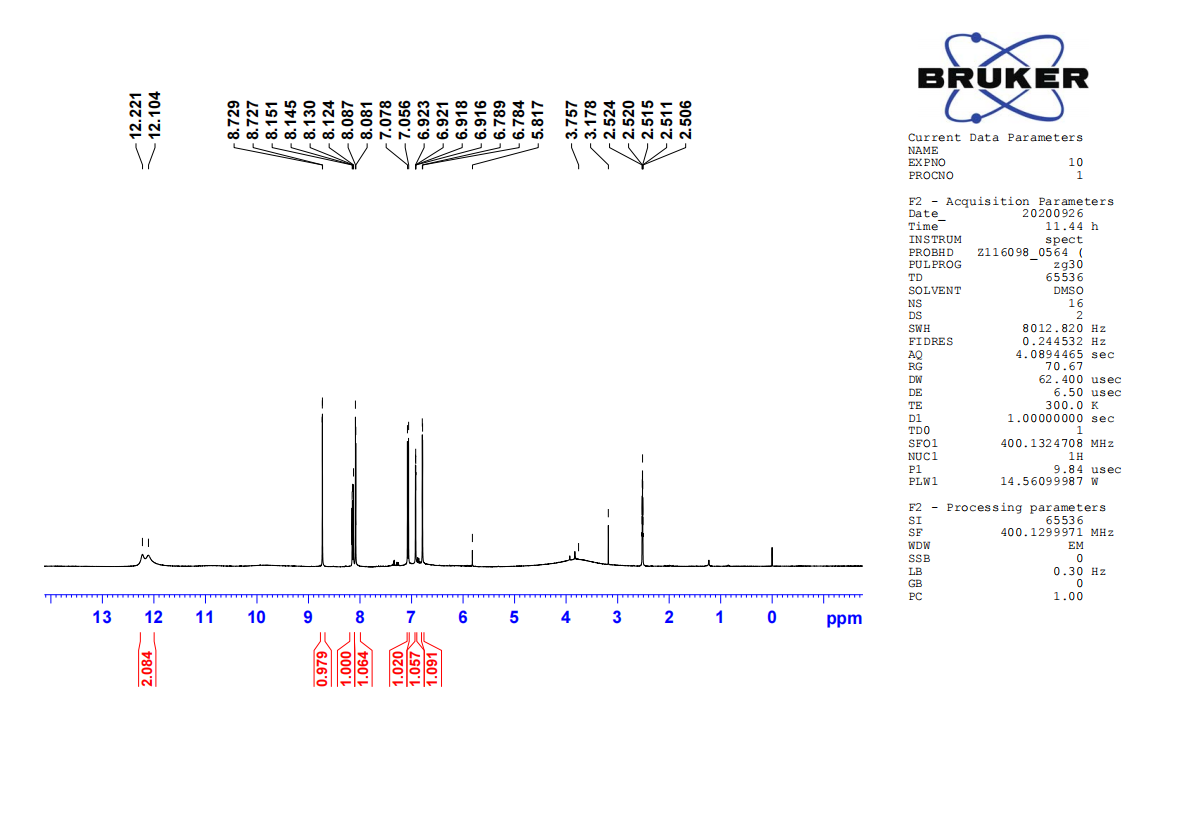 12.221
12.104
8.729
8.727
8.151
8.145
8.130
8.124
8.087
8.081
7.078
7.056
6.923
6.921
6.918
6.916
6.789
6.784
5.817
3.757
3.178
2.524
2.520
2.515
2.511
2.506
BRUKER
Current Data Parameters
NAME
EXPNO 10
PROCNO 1
F2 - Acquisition Parameters
Date_ 20200926
Time 11.44 h
INSTRUM spect
PROBHD Z116098_0564 (
PULPROG zg30
TD 65536
SOLVENT DMSO
NS 16
DS 2
SWH 8012.820 Hz
FIDRES 0.244532 Hz
AQ 4.0894465 sec
RG 70.67
DW 62.400 usec
DE 6.50 usec
TE 300.0 K
D1 1.00000000 sec
TD0 1
SFO1 400.1324708 MHz
NUC1 1H
P1 9.84 usec
PLW1 14.56099987 W
F2 - Processing parameters
SI 65536
SF 400.1299971 MHz
WDW EM
SSB 0
LB 0.30 Hz
GB 0
PC 1.00
13 12 11 10 9 8 7 6 5 4 3 2 1 0 ppm
2.084
0.979
1.000
1.064
1.020
1.057
1.091